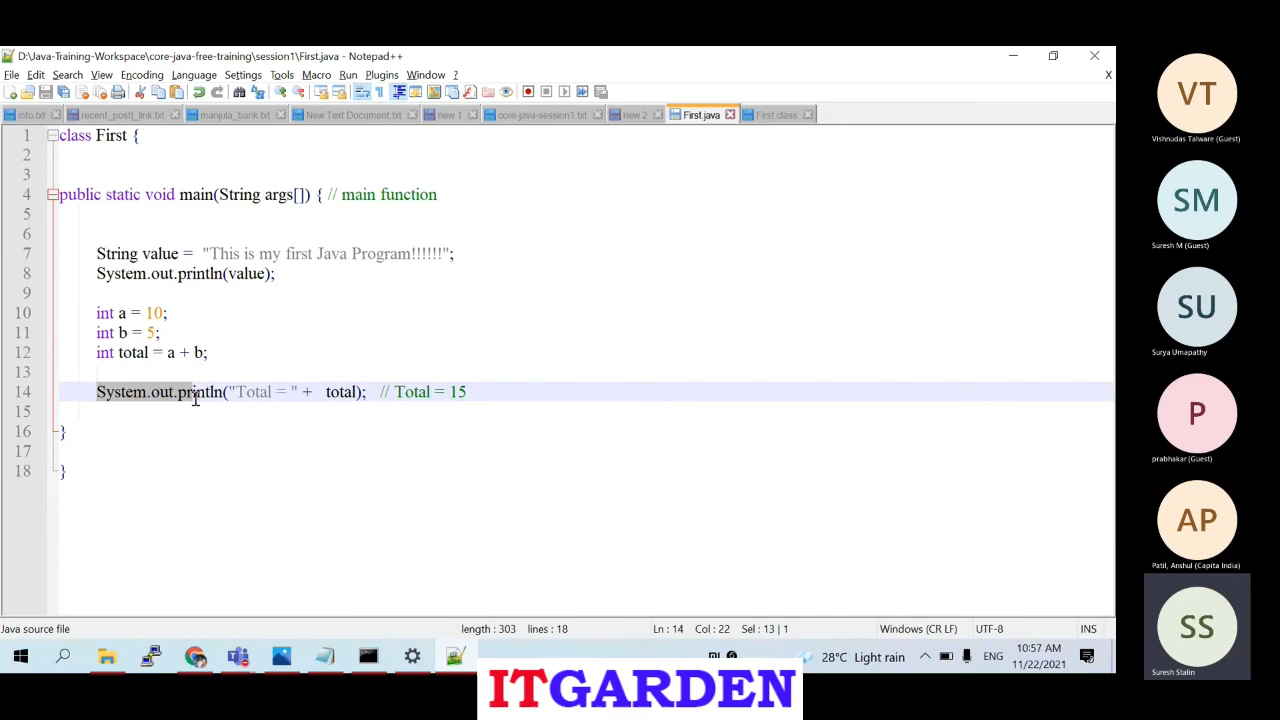 D:\Java-Training-Workspace\core-java-free-training\session1\First.java - Notepad++
File Edit Search View Encoding Language Settings Tools Macro Run Plugins Window ? X
info.txt recent_post(_link.txt manjula_bank.txt New Text Document.txt new 1 core-java-session1.txt new 2 First.java First.class
1 class First {
2
3
4 public static void main(String args[]) { // main function
5
6
7 String value = "This is my first Java Program!!!!!!";
8 System.out.println(value);
9
10 int a = 10;
11 int b = 5;
12 int total = a + b;
13
14 System.out.println("Total = " + total); // Total = 15
15
16 }
17
18 }
Java source file length : 303 lines : 18 Ln : 14 Col : 22 Sel : 13 | 1 Windows (CR LF) UTF-8 INS
28°C Light rain ENG 10:57 AM
11/22/2021
ITGARDEN
VT
Vishnudas Talware (Guest)
SM
Suresh M (Guest)
SU
Surya Umapathy
P
prabhakar (Guest)
AP
Patil, Anshul (Capita India)
SS
Suresh Stalin